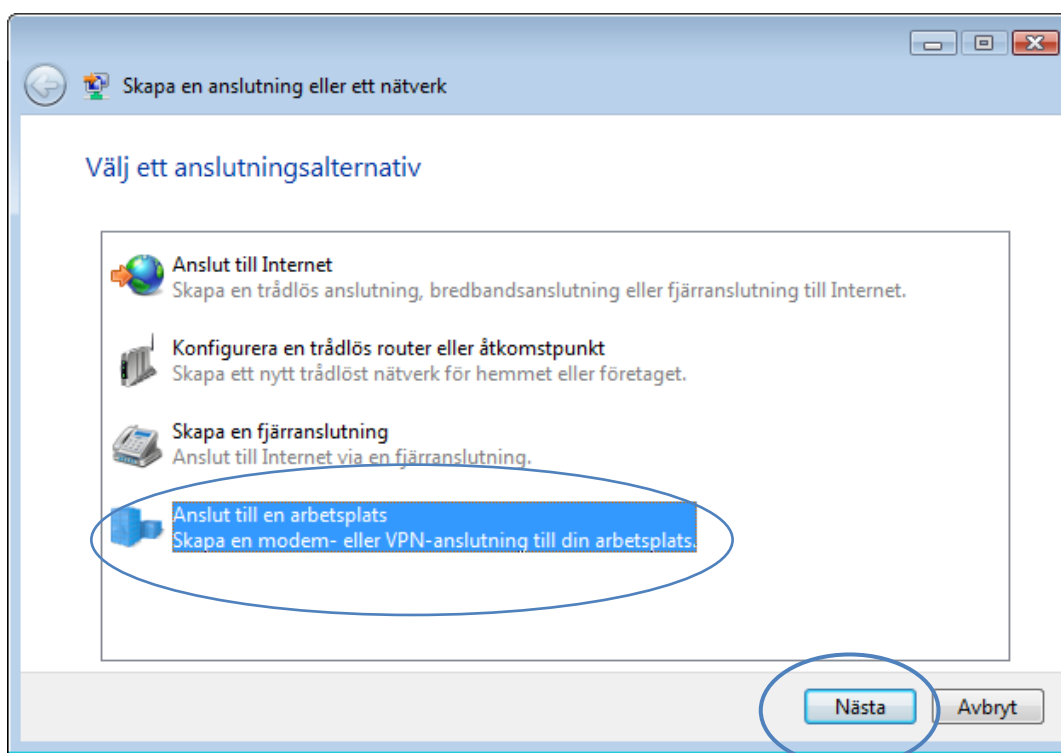 Skapa en anslutning eller ett nätverk
Välj ett anslutningsalternativ
Anslut till Internet
Skapa en trådlös anslutning, bredbandsanslutning eller fjärranslutning till Internet.
Konfigurera en trådlös router eller åtkomstpunkt
Skapa ett nytt trådlöst nätverk för hemmet eller företaget.
Skapa en fjärranslutning
Anslut till Internet via en fjärranslutning.
Anslut till en arbetsplats
Skapa en modem- eller VPN-anslutning till din arbetsplats.
Nästa Avbryt